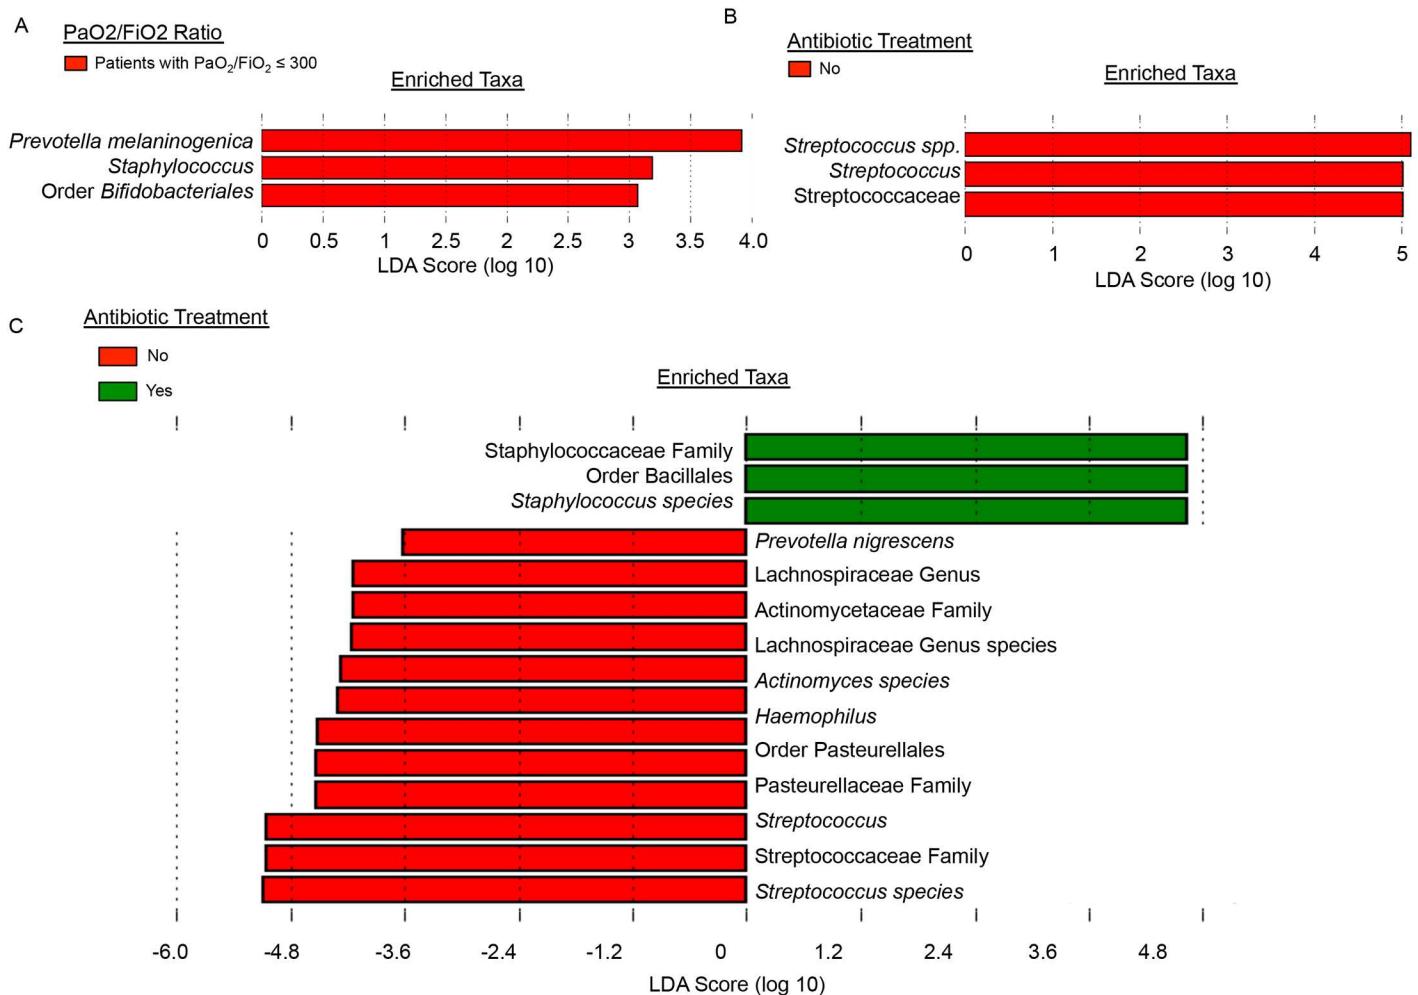 A
PaO2/FiO2 Ratio
Patients with PaO₂/FiO₂ ≤ 300
Enriched Taxa
Prevotella melaninogenica
Staphylococcus
Order Bifidobacteriales
0 0.5 1 2.5 2 2.5 3 3.5 4.0
LDA Score (log 10)
B
Antibiotic Treatment
No
Enriched Taxa
Streptococcus spp.
Streptococcus
Streptococcaceae
0 1 2 3 4 5
LDA Score (log 10)
C
Antibiotic Treatment
No
Yes
Enriched Taxa
Staphylococcaceae Family
Order Bacillales
Staphylococcus species
Prevotella nigrescens
Lachnospiraceae Genus
Actinomycetaceae Family
Lachnospiraceae Genus species
Actinomyces species
Haemophilus
Order Pasteurellales
Pasteurellaceae Family
Streptococcus
Streptococcaceae Family
Streptococcus species
-6.0 -4.8 -3.6 -2.4 -1.2 0 1.2 2.4 3.6 4.8
LDA Score (log 10)